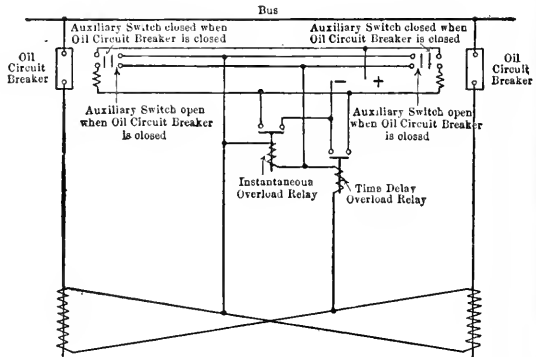 Bus
Auxiliary Switch closed when
Oil Circuit Breaker is closed
Auxiliary Switch closed when
Oil Circuit Breaker is closed
Oil
Circuit
Breaker
Oil
Circuit
Breaker
− +
Auxiliary Switch open
when Oil Circuit Breaker
is closed
Auxiliary Switch open
when Oil Circuit Breaker
is closed
Instantaneous
Overload Relay
Time Delay
Overload Relay